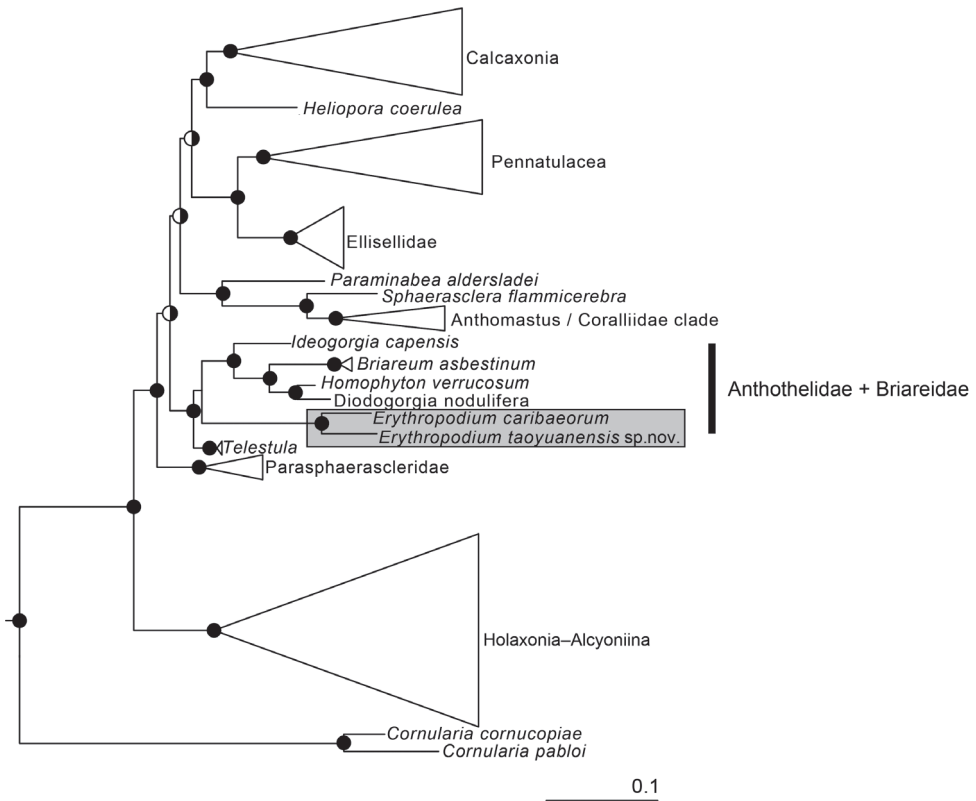 Calcaxonia
Heliopora coerulea
Pennatulacea
Ellisellidae
Paraminabea aldersladei
Sphaerasclera flammicerebra
Anthomastus / Coralliidae clade
Ideogorgia capensis
Briareum asbestinum
Homophyton verrucosum
Diodogorgia nodulifera
Anthothelidae + Briareidae
Erythropodium caribaeorum
Erythropodium taoyuanensis sp.nov.
Telestula
Parasphaerascleridae
Holaxonia–Alcyoniina
Cornularia cornucopiae
Cornularia pabloi
0.1